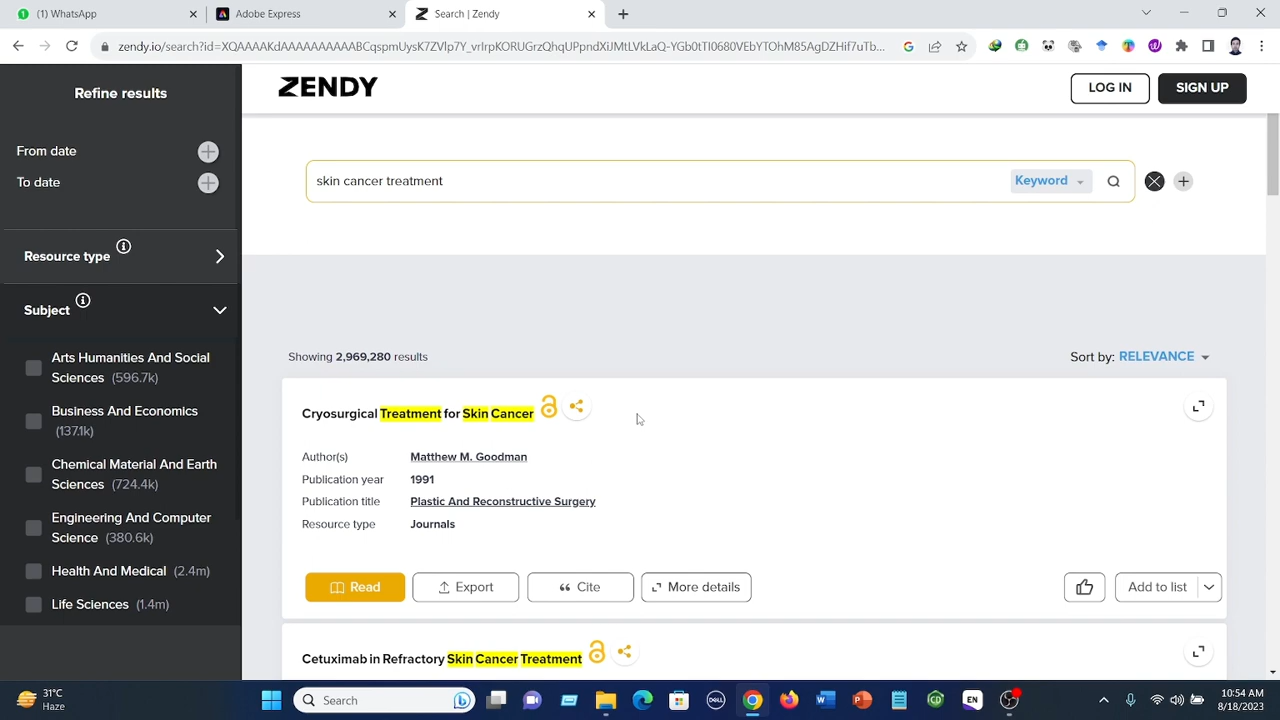 (1) WhatsApp
Adobe Express
Search | Zendy
zendy.io/search?id=XQAAAAKdAAAAAAAAAABCqspmUysK7ZVlp7Y_vrlrpKORUGrzQhqUPpndXiJMtLVkLaQ-YGb0tTI0680VEbYTOhM85AgDZHif7uTb...
Refine results
ZENDY
LOG IN
SIGN UP
From date
To date
skin cancer treatment
Keyword
Resource type
Subject
Arts Humanities And Social
Sciences (596.7k)
Business And Economics
(137.1k)
Chemical Material And Earth
Sciences (724.4k)
Engineering And Computer
Science (380.6k)
Health And Medical (2.4m)
Life Sciences (1.4m)
Showing 2,969,280 results
Sort by: RELEVANCE
Cryosurgical Treatment for Skin Cancer
Author(s) Matthew M. Goodman
Publication year 1991
Publication title Plastic And Reconstructive Surgery
Resource type Journals
Read
Export
Cite
More details
Add to list
Cetuximab in Refractory Skin Cancer Treatment
31°C
Haze
Search
DELL
EN
10:54 AM
8/18/2023